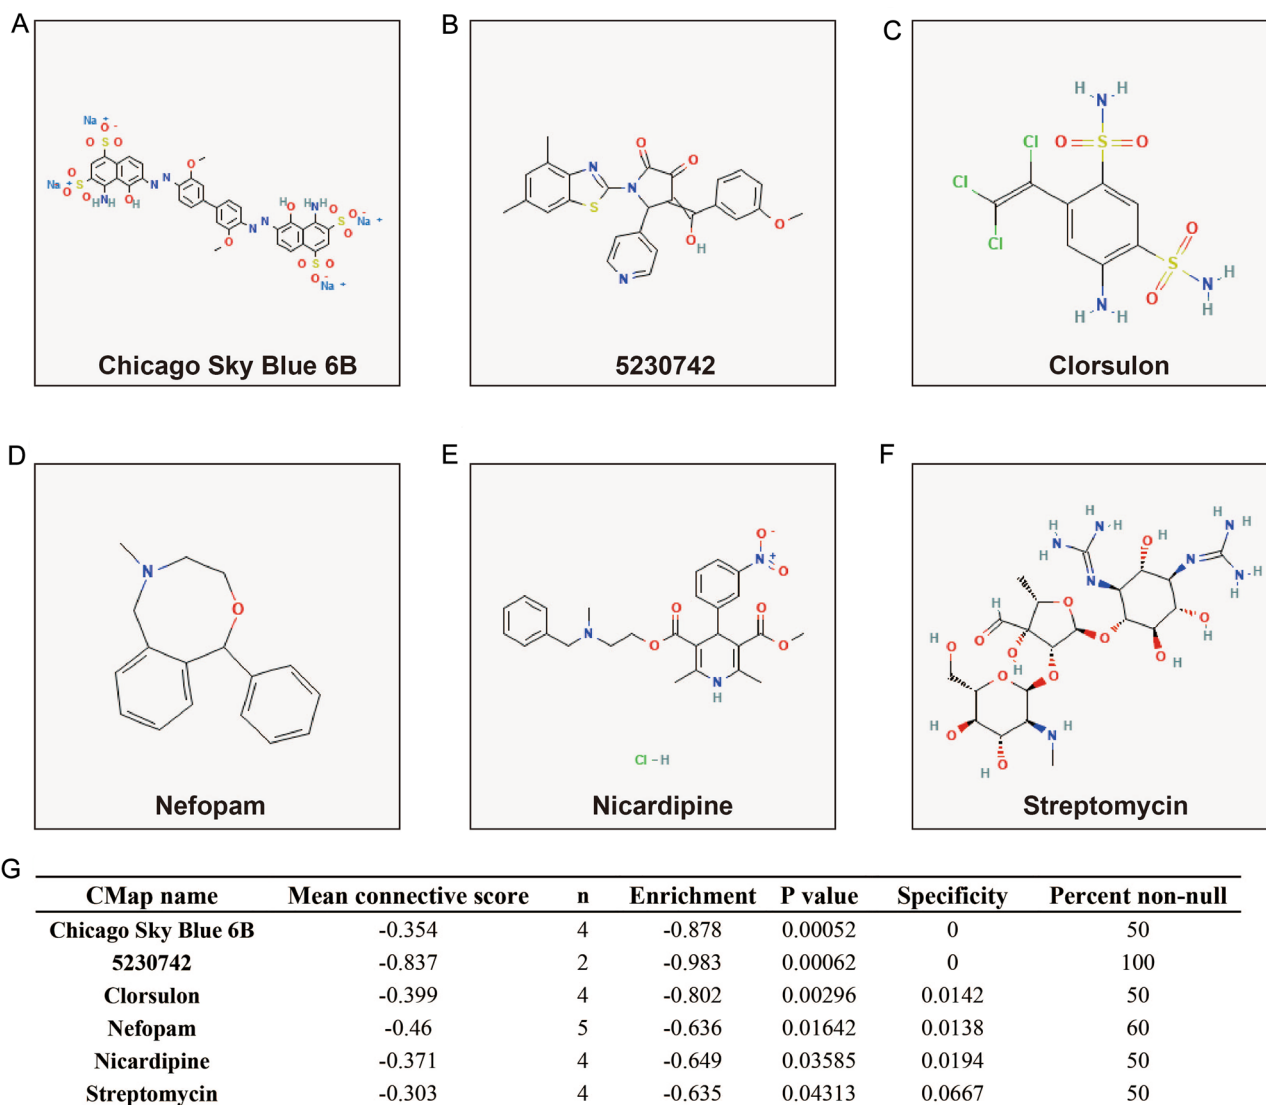 A
B
C
Chicago Sky Blue 6B
5230742
Clorsulon
D
E
F
Nefopam
Nicardipine
Streptomycin
G
CMap name Mean connective score n Enrichment P value Specificity Percent non-null
Chicago Sky Blue 6B -0.354 4 -0.878 0.00052 0 50
5230742 -0.837 2 -0.983 0.00062 0 100
Clorsulon -0.399 4 -0.802 0.00296 0.0142 50
Nefopam -0.46 5 -0.636 0.01642 0.0138 60
Nicardipine -0.371 4 -0.649 0.03585 0.0194 50
Streptomycin -0.303 4 -0.635 0.04313 0.0667 50